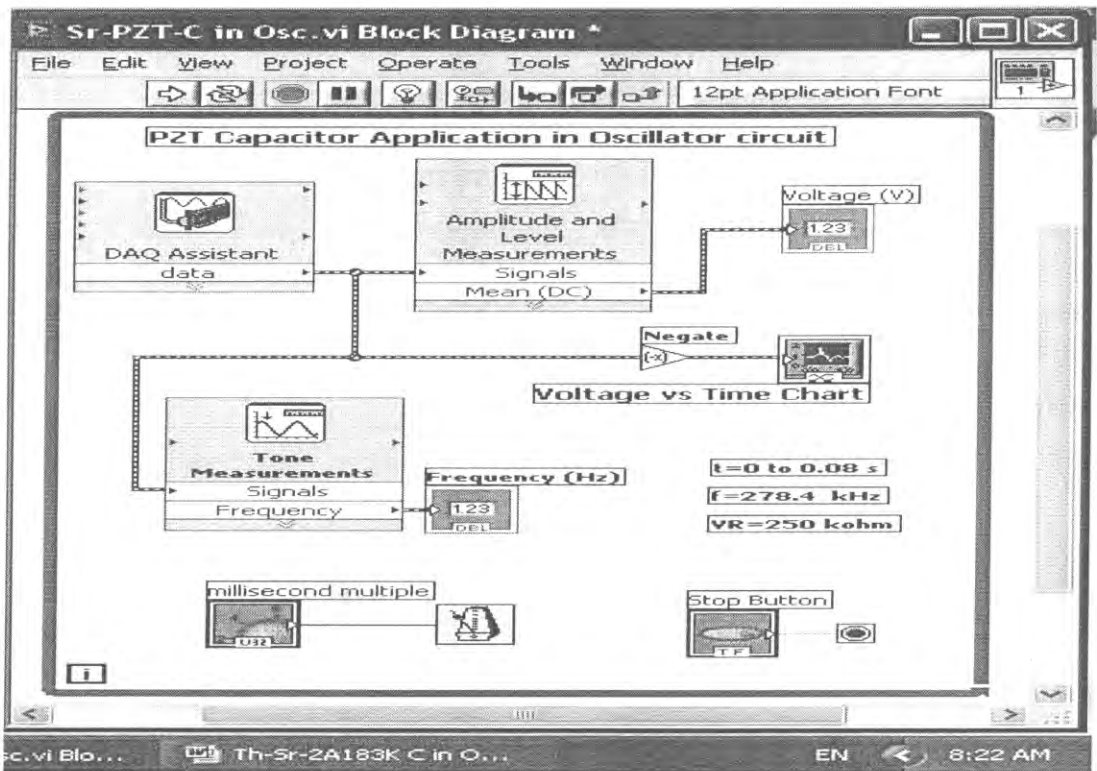 Sr-PZT-C in Osc.vi Block Diagram *
File Edit View Project Operate Tools Window Help
12pt Application Font
1
PZT Capacitor Application in Oscillator circuit
DAQ Assistant
data
Amplitude and
Level
Measurements
Signals
Mean (DC)
Voltage (V)
1.23
DBL
Negate
(-x)
Voltage vs Time Chart
Tone
Measurements
Signals
Frequency
Frequency (Hz)
1.23
DBL
t=0 to 0.08 s
f=278.4 kHz
VR=250 kohm
millisecond multiple
U32
Stop Button
T F
i
sc.vi Blo...
Th-Sr-2A183K C in O...
EN
8:22 AM